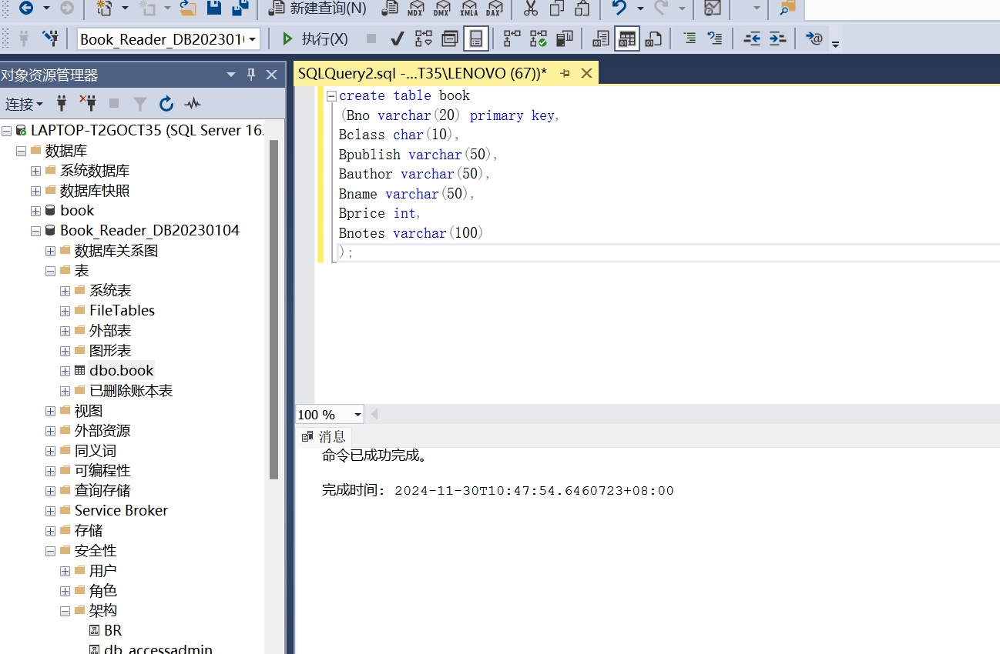 新建查询(N)
MDX DMX XMLA DAX
Book_Reader_DB2023010
执行(X)
对象资源管理器
SQLQuery2.sql -...T35\LENOVO (67))*
连接
LAPTOP-T2GOCT35 (SQL Server 16.
数据库
系统数据库
数据库快照
book
Book_Reader_DB20230104
数据库关系图
表
系统表
FileTables
外部表
图形表
dbo.book
已删除账本表
视图
外部资源
同义词
可编程性
查询存储
Service Broker
存储
安全性
用户
角色
架构
BR
db_accessadmin
create table book
(Bno varchar(20) primary key,
Bclass char(10),
Bpublish varchar(50),
Bauthor varchar(50),
Bname varchar(50),
Bprice int,
Bnotes varchar(100)
);
100 %
消息
命令已成功完成。
完成时间: 2024-11-30T10:47:54.6460723+08:00